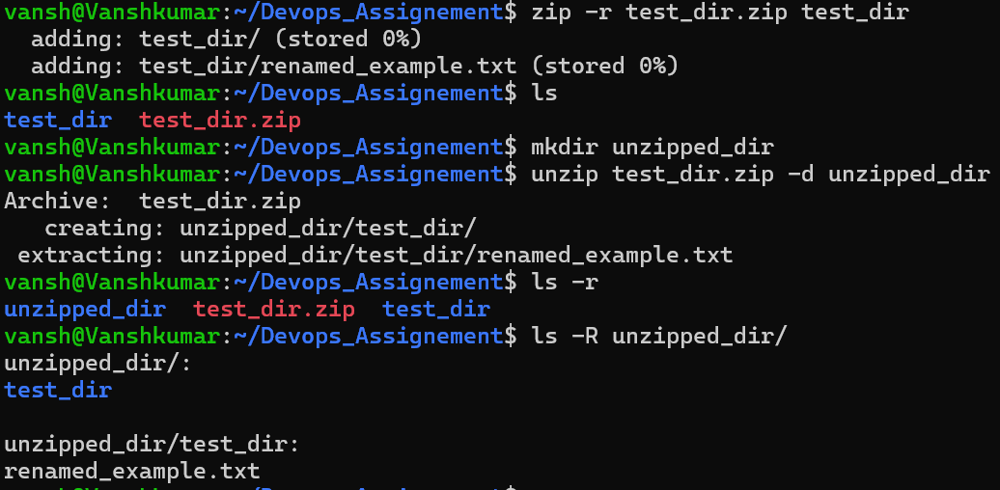 vansh@Vanshkumar:~/Devops_Assignement$ zip -r test_dir.zip test_dir
  adding: test_dir/ (stored 0%)
  adding: test_dir/renamed_example.txt (stored 0%)
vansh@Vanshkumar:~/Devops_Assignement$ ls
test_dir  test_dir.zip
vansh@Vanshkumar:~/Devops_Assignement$ mkdir unzipped_dir
vansh@Vanshkumar:~/Devops_Assignement$ unzip test_dir.zip -d unzipped_dir
Archive:  test_dir.zip
   creating: unzipped_dir/test_dir/
 extracting: unzipped_dir/test_dir/renamed_example.txt
vansh@Vanshkumar:~/Devops_Assignement$ ls -r
unzipped_dir  test_dir.zip  test_dir
vansh@Vanshkumar:~/Devops_Assignement$ ls -R unzipped_dir/
unzipped_dir/:
test_dir

unzipped_dir/test_dir:
renamed_example.txt